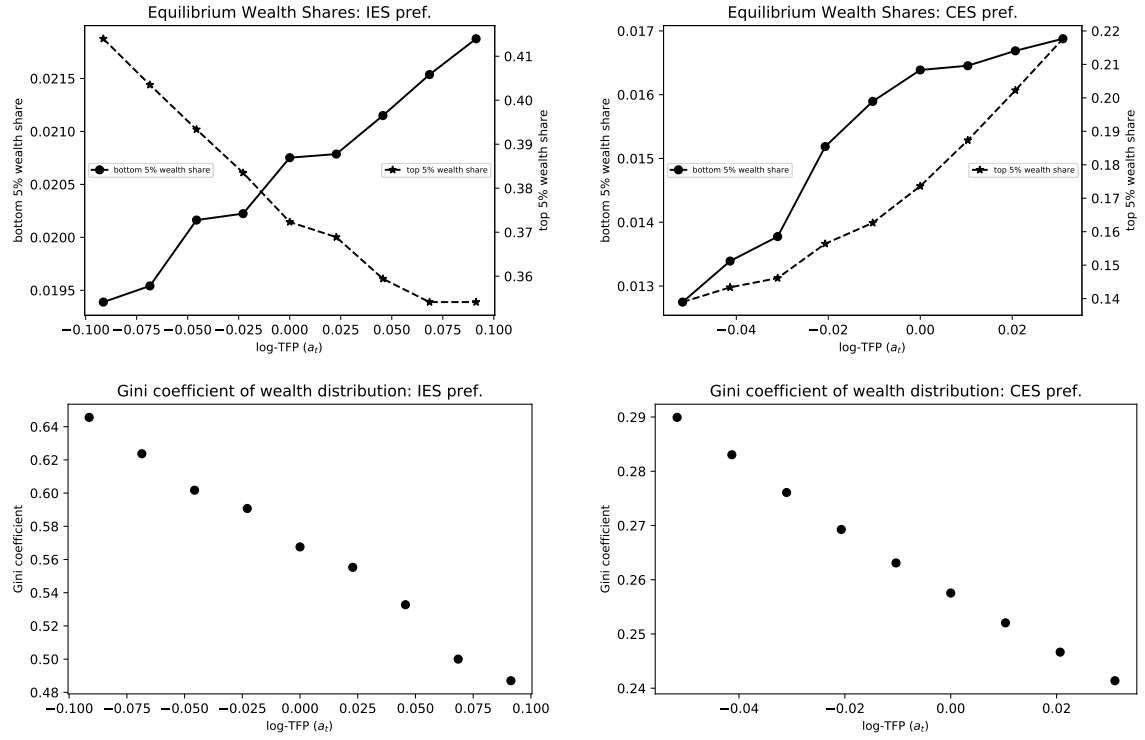 Equilibrium Wealth Shares: IES pref.
bottom 5% wealth share
0.0215
0.0210
0.0205
0.0200
0.0195
bottom 5% wealth share
top 5% wealth share
0.41
0.40
0.39
0.38
0.37
0.36
top 5% wealth share
−0.100 −0.075 −0.050 −0.025 0.000 0.025 0.050 0.075 0.100
log-TFP (a_t)
Equilibrium Wealth Shares: CES pref.
bottom 5% wealth share
0.017
0.016
0.015
0.014
0.013
bottom 5% wealth share
top 5% wealth share
0.22
0.21
0.20
0.19
0.18
0.17
0.16
0.15
0.14
top 5% wealth share
−0.04 −0.02 0.00 0.02
log-TFP (a_t)
Gini coefficient of wealth distribution: IES pref.
Gini coefficient
0.64
0.62
0.60
0.58
0.56
0.54
0.52
0.50
0.48
−0.100 −0.075 −0.050 −0.025 0.000 0.025 0.050 0.075 0.100
log-TFP (a_t)
Gini coefficient of wealth distribution: CES pref.
Gini coefficient
0.29
0.28
0.27
0.26
0.25
0.24
−0.04 −0.02 0.00 0.02
log-TFP (a_t)